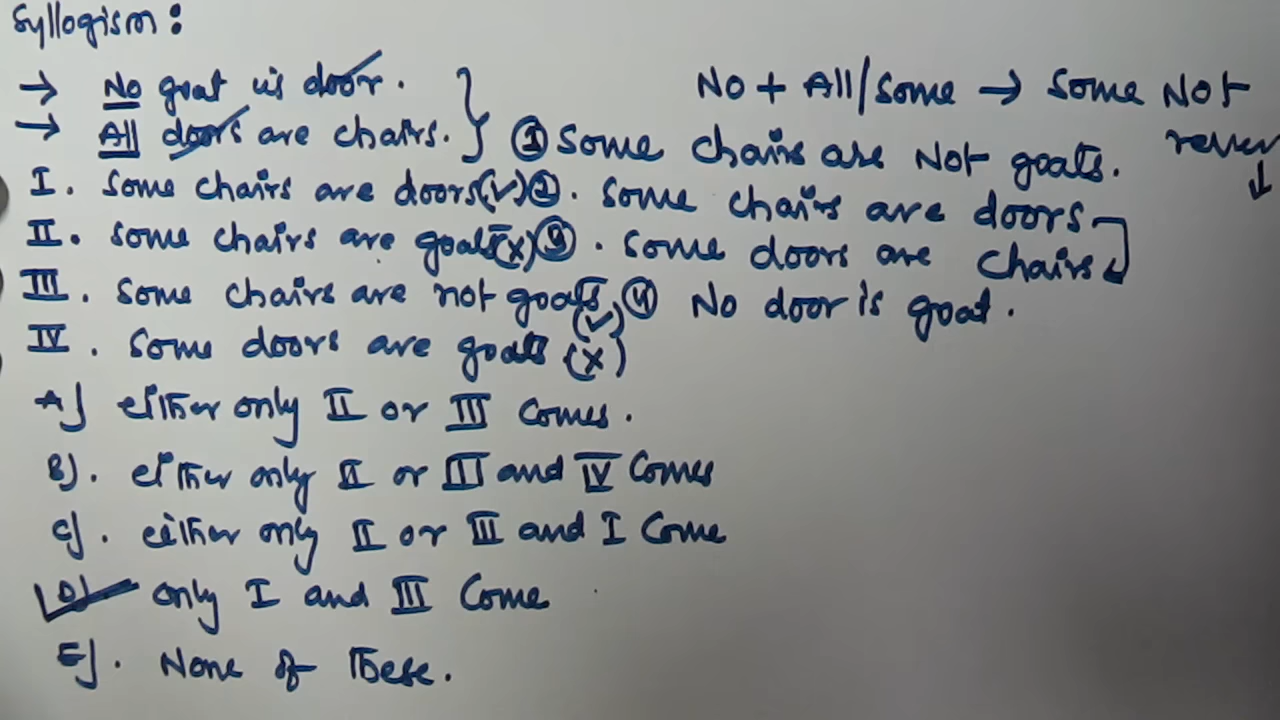 Syllogism:
→ No goat is door.
→ All doors are chairs.
No + All/Some → Some Not
reverse
① Some chairs are Not goats.
I. Some chairs are doors(✓) ②. Some chairs are doors
II. Some chairs are goats(x) ③. Some doors are chairs
III. Some chairs are not goats(✓) ④ No door is goat.
IV. Some doors are goats (x)
A) either only II or III Comes.
B). either only II or III and IV Comes
C). either only II or III and I Come
D) only I and III Come
E). None of These.